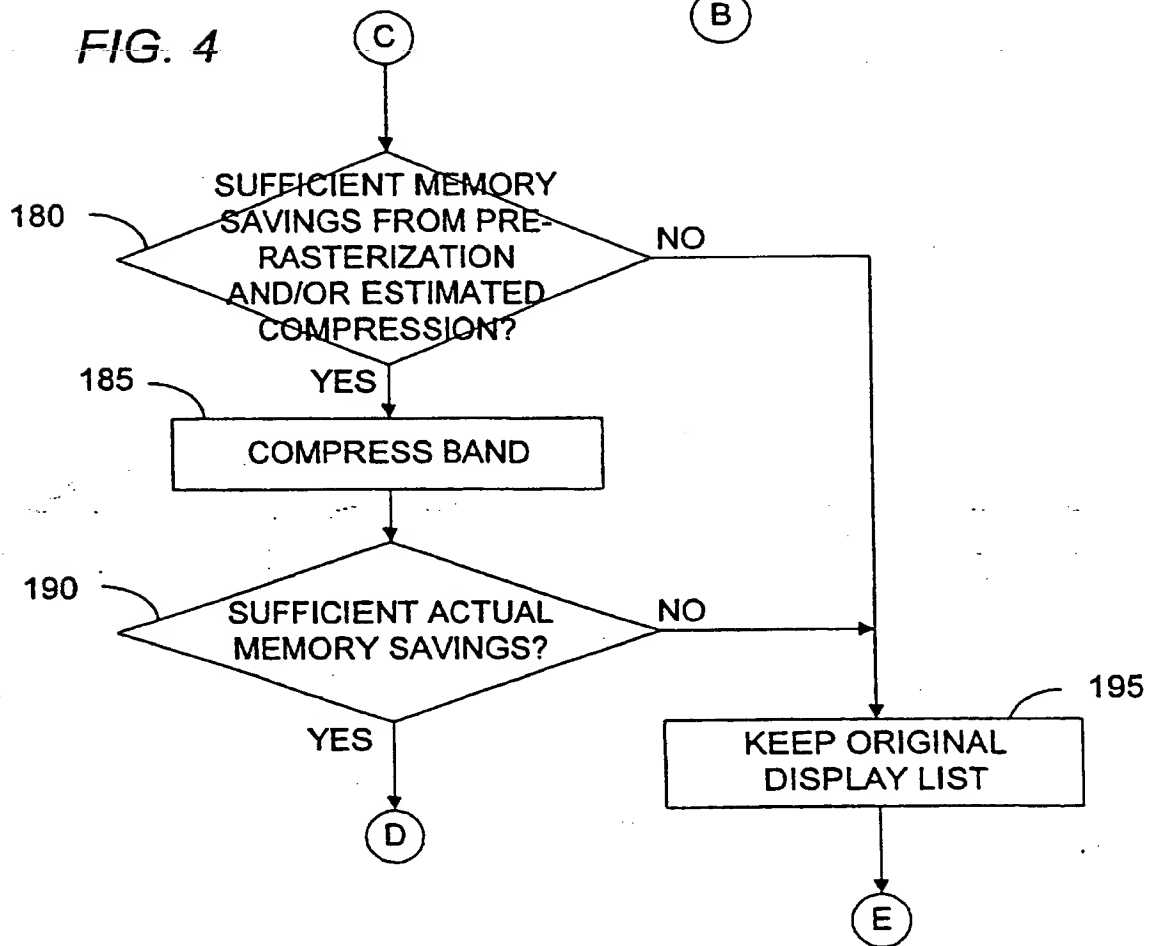 B
FIG. 4
C
180
SUFFICIENT MEMORY
SAVINGS FROM PRE-
RASTERIZATION
AND/OR ESTIMATED
COMPRESSION?
NO
YES
185
COMPRESS BAND
190
SUFFICIENT ACTUAL
MEMORY SAVINGS?
NO
YES
195
KEEP ORIGINAL
DISPLAY LIST
D
E